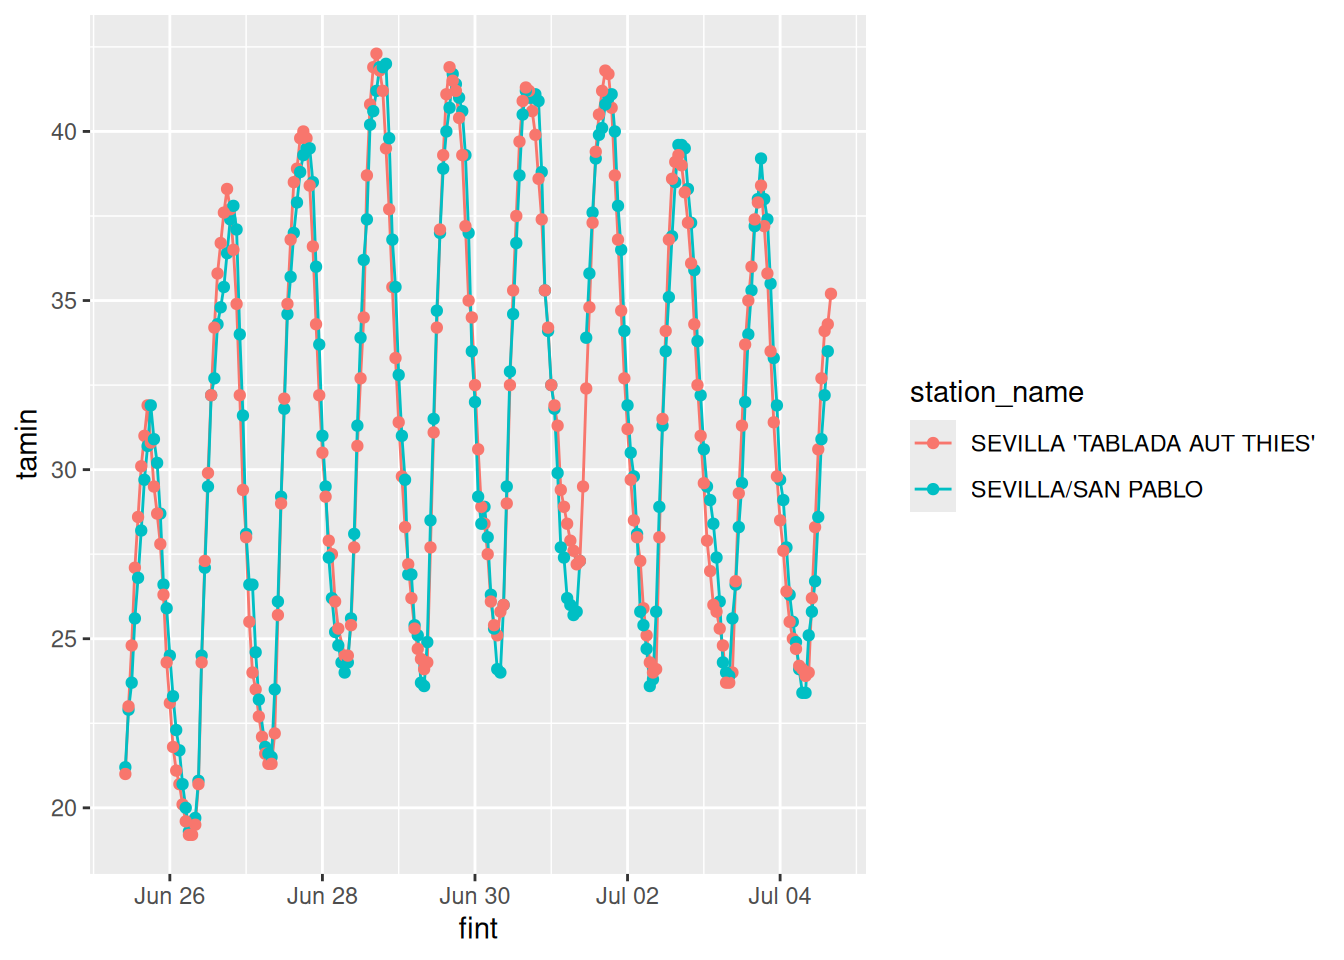 tamin
40
35
30
25
20
Jun 26
Jun 28
Jun 30
Jul 02
Jul 04
fint
station_name
SEVILLA 'TABLADA AUT THIES'
SEVILLA/SAN PABLO